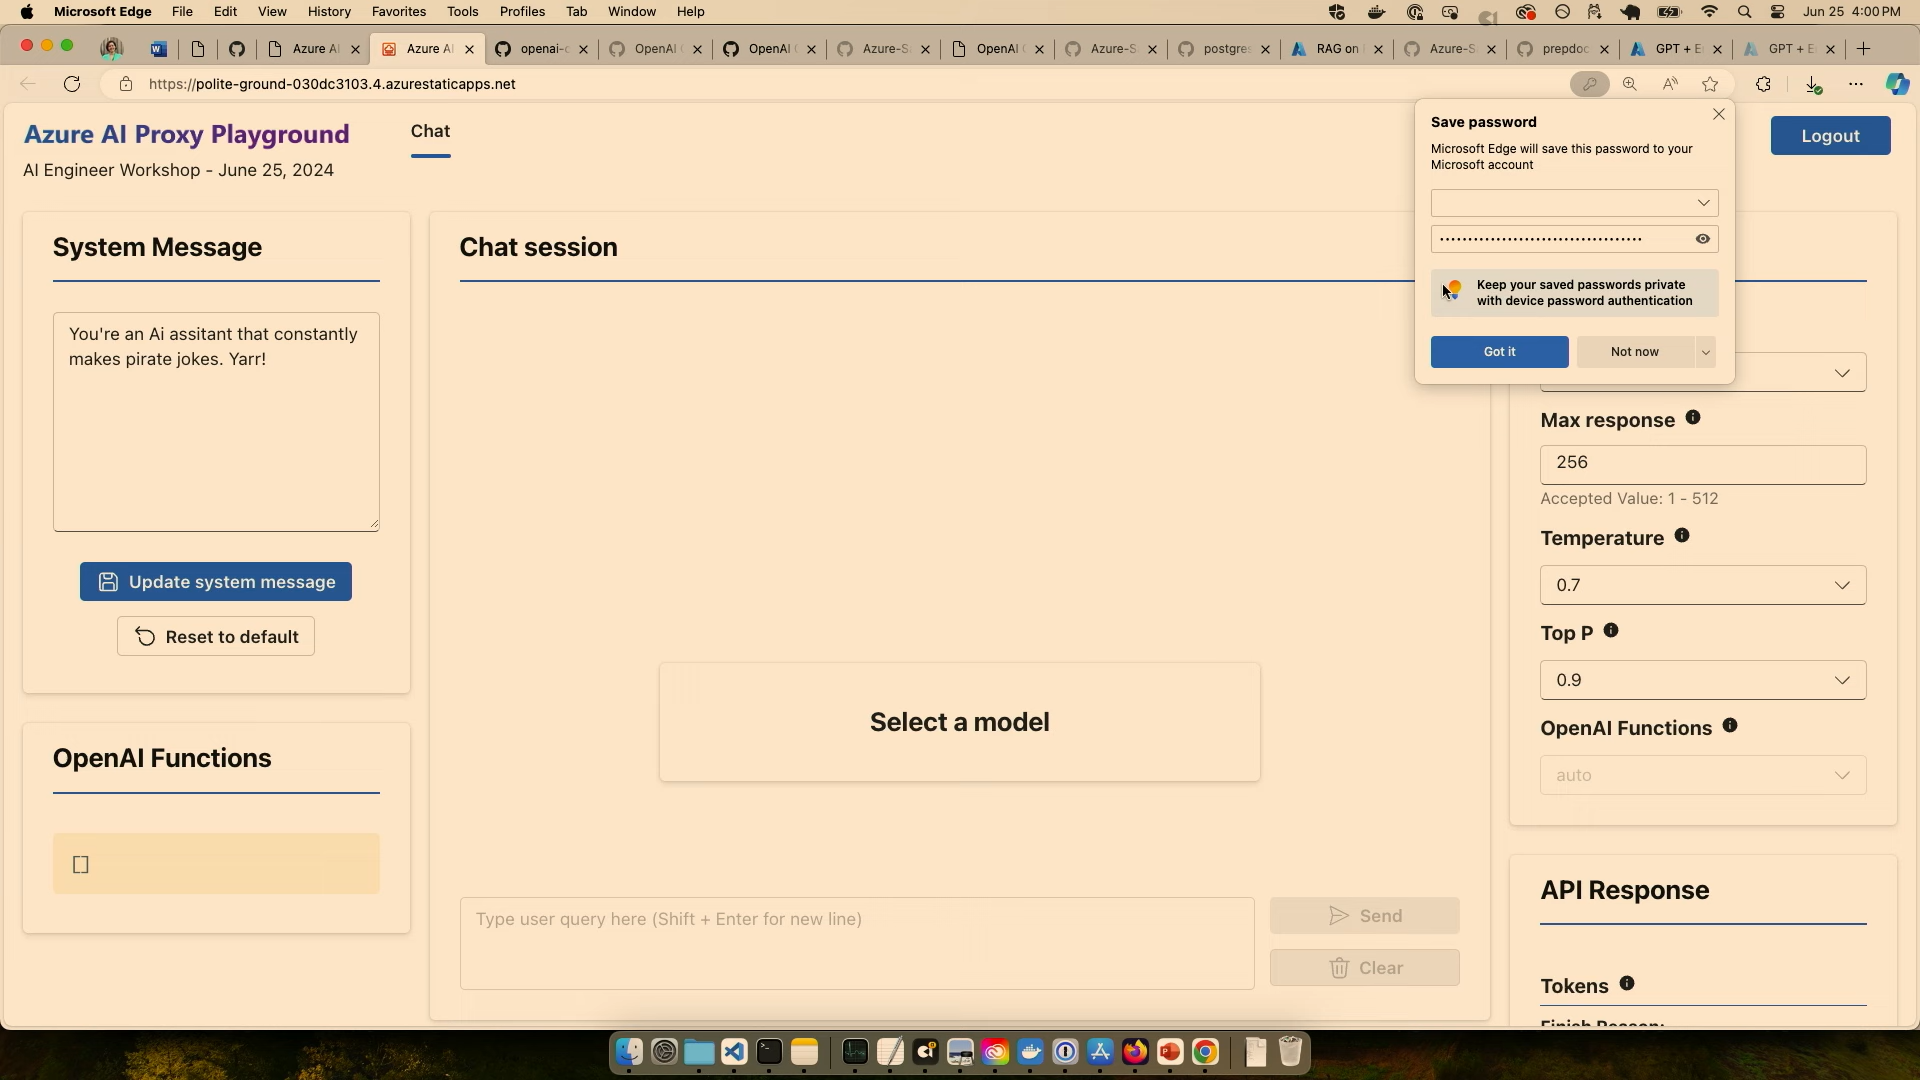 Microsoft Edge File Edit View History Favorites Tools Profiles Tab Window Help Jun 25 4:00 PM
Azure AI Azure AI openai-c OpenAI OpenAI Azure-S OpenAI Azure-S postgres RAG on Azure-S prepdoc GPT + E GPT + E
https://polite-ground-030dc3103.4.azurestaticapps.net
Azure AI Proxy Playground
AI Engineer Workshop - June 25, 2024
Chat
Logout
Save password
Microsoft Edge will save this password to your
Microsoft account
••••••••••••••••••••••••••••••••••••
Keep your saved passwords private
with device password authentication
Got it
Not now
System Message
You're an Ai assitant that constantly
makes pirate jokes. Yarr!
Update system message
Reset to default
OpenAI Functions
[]
Chat session
Select a model
Type user query here (Shift + Enter for new line)
Send
Clear
Max response
256
Accepted Value: 1 - 512
Temperature
0.7
Top P
0.9
OpenAI Functions
auto
API Response
Tokens
Finish Reason: